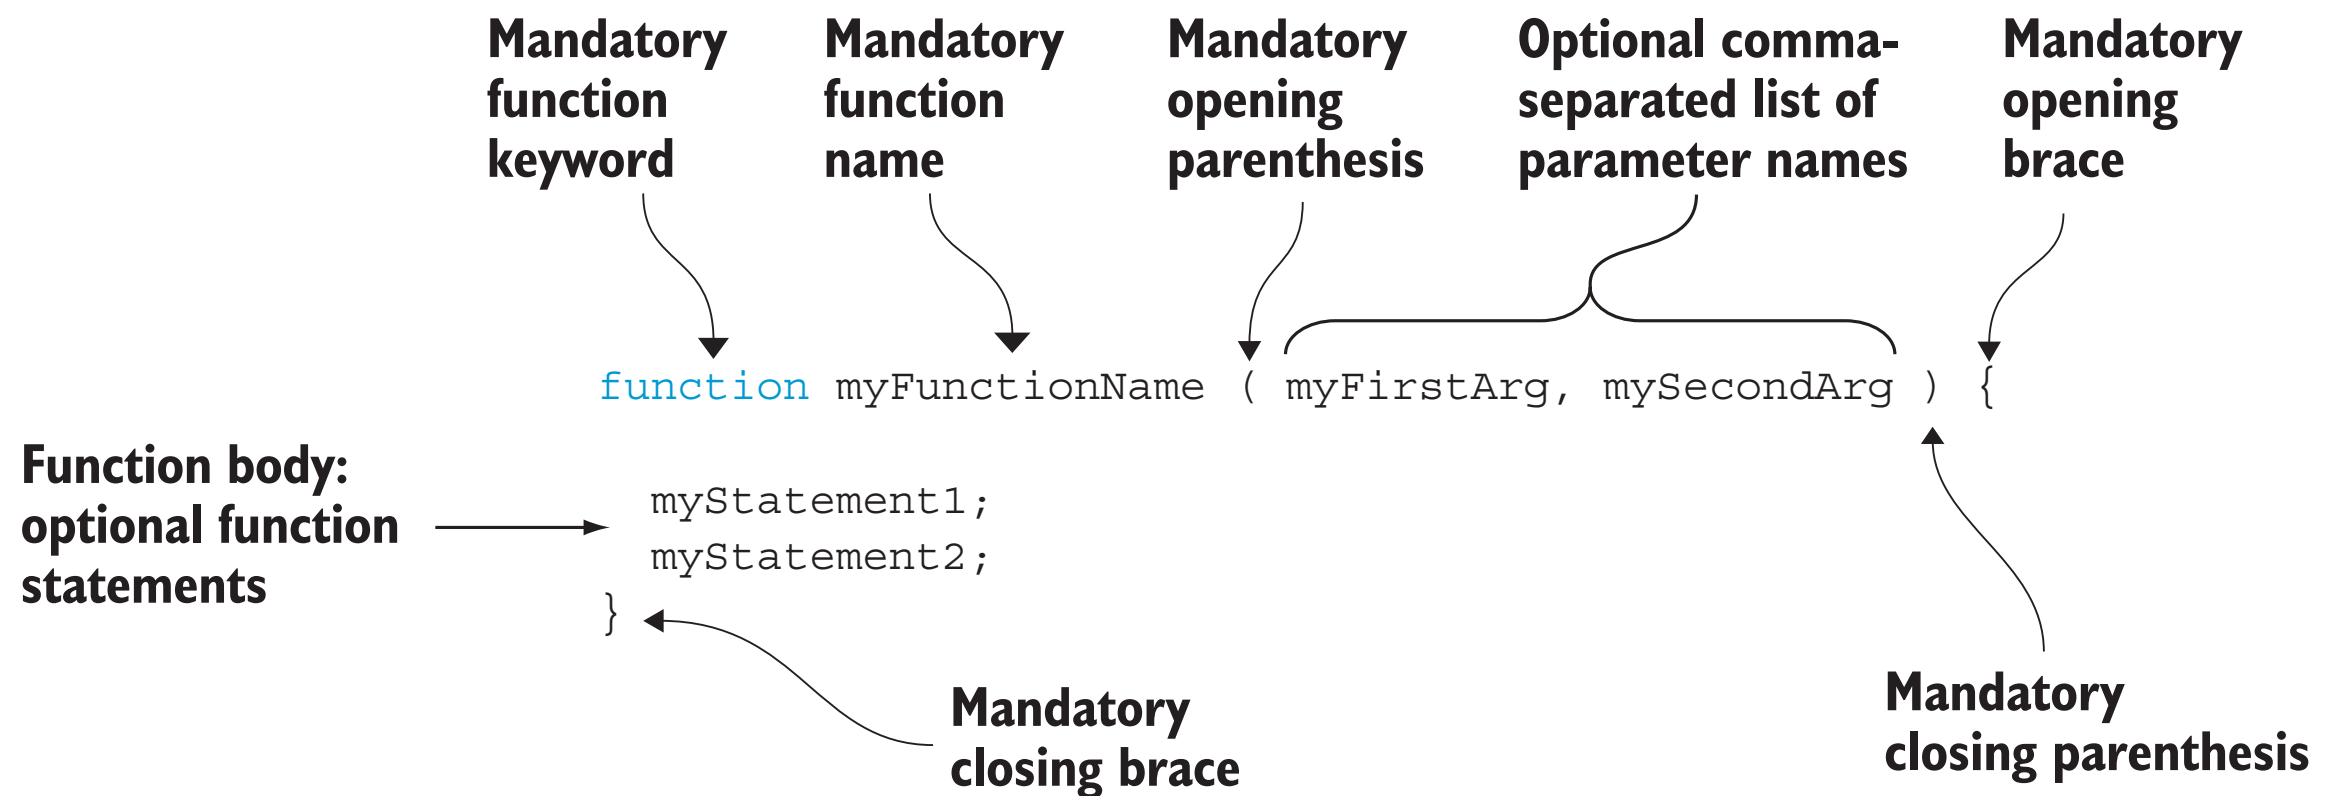 Mandatory
function
keyword
Mandatory
function
name
Mandatory
opening
parenthesis
Optional comma-
separated list of
parameter names
Mandatory
opening
brace
function myFunctionName ( myFirstArg, mySecondArg ) {
Function body:
optional function
statements
myStatement1;
myStatement2;
}
Mandatory
closing brace
Mandatory
closing parenthesis